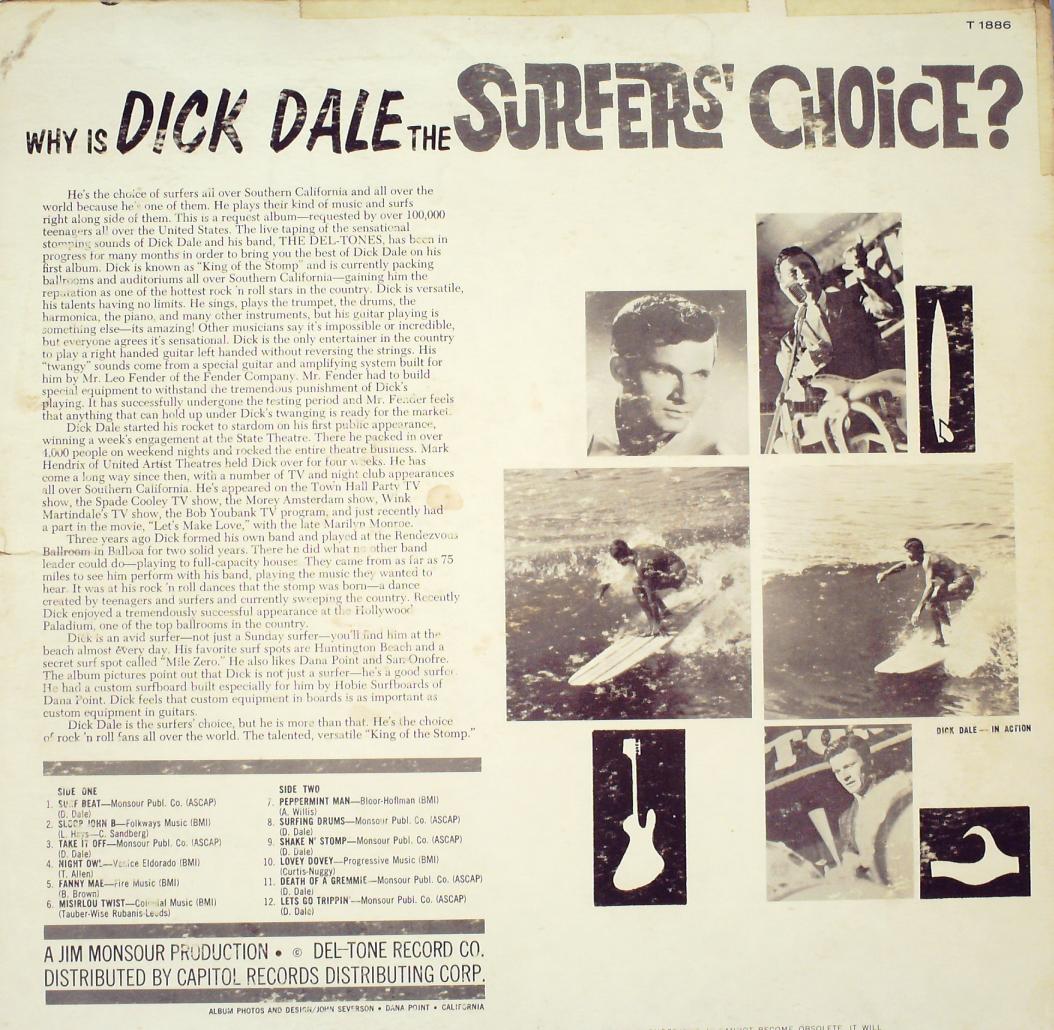 T 1886
WHY IS DICK DALE THE SURFERS' CHOICE?
He's the choice of surfers all over Southern California and all over the
world because he's one of them. He plays their kind of music and surfs
right along side of them. This is a request album—requested by over 100,000
teenagers all over the United States. The live taping of the sensational
stomping sounds of Dick Dale and his band, THE DEL-TONES, has been in
progress for many months in order to bring you the best of Dick Dale on his
first album. Dick is known as “King of the Stomp” and is currently packing
ballrooms and auditoriums all over Southern California—gaining him the
reputation as one of the hottest rock 'n roll stars in the country. Dick is versatile,
his talents having no limits. He sings, plays the trumpet, the drums, the
harmonica, the piano, and many other instruments, but his guitar playing is
something else—its amazing! Other musicians say it's impossible or incredible,
but everyone agrees it's sensational. Dick is the only entertainer in the country
to play a right handed guitar left handed without reversing the strings. His
“twangy” sounds come from a special guitar and amplifying system built for
him by Mr. Leo Fender of the Fender Company. Mr. Fender had to build
special equipment to withstand the tremendous punishment of Dick's
playing. It has successfully undergone the testing period and Mr. Fender feels
that anything that can hold up under Dick's twanging is ready for the market.
Dick Dale started his rocket to stardom on his first public appearance,
winning a week's engagement at the State Theatre. There he packed in over
4,000 people on weekend nights and rocked the entire theatre business. Mark
Hendrix of United Artist Theatres held Dick over for four weeks. He has
come a long way since then, with a number of TV and night club appearances
all over Southern California. He's appeared on the Town Hall Party TV
show, the Spade Cooley TV show, the Morey Amsterdam show, Wink
Martindale's TV show, the Bob Youbank TV program, and just recently had
a part in the movie, “Let's Make Love,” with the late Marilyn Monroe.
Three years ago Dick formed his own band and played at the Rendezvous
Ballroom in Balboa for two solid years. There he did what no other band
leader could do—playing to full-capacity houses. They came from as far as 75
miles to see him perform with his band, playing the music they wanted to
hear. It was at his rock 'n roll dances that the stomp was born—a dance
created by teenagers and surfers and currently sweeping the country. Recently
Dick enjoyed a tremendously successful appearance at the Hollywood
Paladium, one of the top ballrooms in the country.
Dick is an avid surfer—not just a Sunday surfer—you'll find him at the
beach almost every day. His favorite surf spots are Huntington Beach and a
secret surf spot called “Mile Zero.” He also likes Dana Point and San Onofre.
The album pictures point out that Dick is not just a surfer—he's a good surfer.
He had a custom surfboard built especially for him by Hobie Surfboards of
Dana Point. Dick feels that custom equipment in boards is as important as
custom equipment in guitars.
Dick Dale is the surfers' choice, but he is more than that. He's the choice
of rock 'n roll fans all over the world. The talented, versatile “King of the Stomp.”
DICK DALE — IN ACTION
SIDE ONE
1. SURF BEAT—Monsour Publ. Co. (ASCAP)
(D. Dale)
2. SLOOP JOHN B—Folkways Music (BMI)
(L. Hays—C. Sandberg)
3. TAKE IT OFF—Monsour Publ. Co. (ASCAP)
(D. Dale)
4. NIGHT OWL—Venice Eldorado (BMI)
(T. Allen)
5. FANNY MAE—Fire Music (BMI)
(B. Brown)
6. MISIRLOU TWIST—Colonial Music (BMI)
(Tauber-Wise Rubanis-Leeds)
SIDE TWO
7. PEPPERMINT MAN—Bloor-Hoffman (BMI)
(A. Willis)
8. SURFING DRUMS—Monsour Publ. Co. (ASCAP)
(D. Dale)
9. SHAKE N' STOMP—Monsour Publ. Co. (ASCAP)
(D. Dale)
10. LOVEY DOVEY—Progressive Music (BMI)
(Curtis-Nuggy)
11. DEATH OF A GREMMIE—Monsour Publ. Co. (ASCAP)
(D. Dale)
12. LETS GO TRIPPIN'—Monsour Publ. Co. (ASCAP)
(D. Dale)
A JIM MONSOUR PRODUCTION • © DEL-TONE RECORD CO.
DISTRIBUTED BY CAPITOL RECORDS DISTRIBUTING CORP.
ALBUM PHOTOS AND DESIGN/JOHN SEVERSON • DANA POINT • CALIFORNIA
CANNOT BECOME OBSOLETE. IT WILL